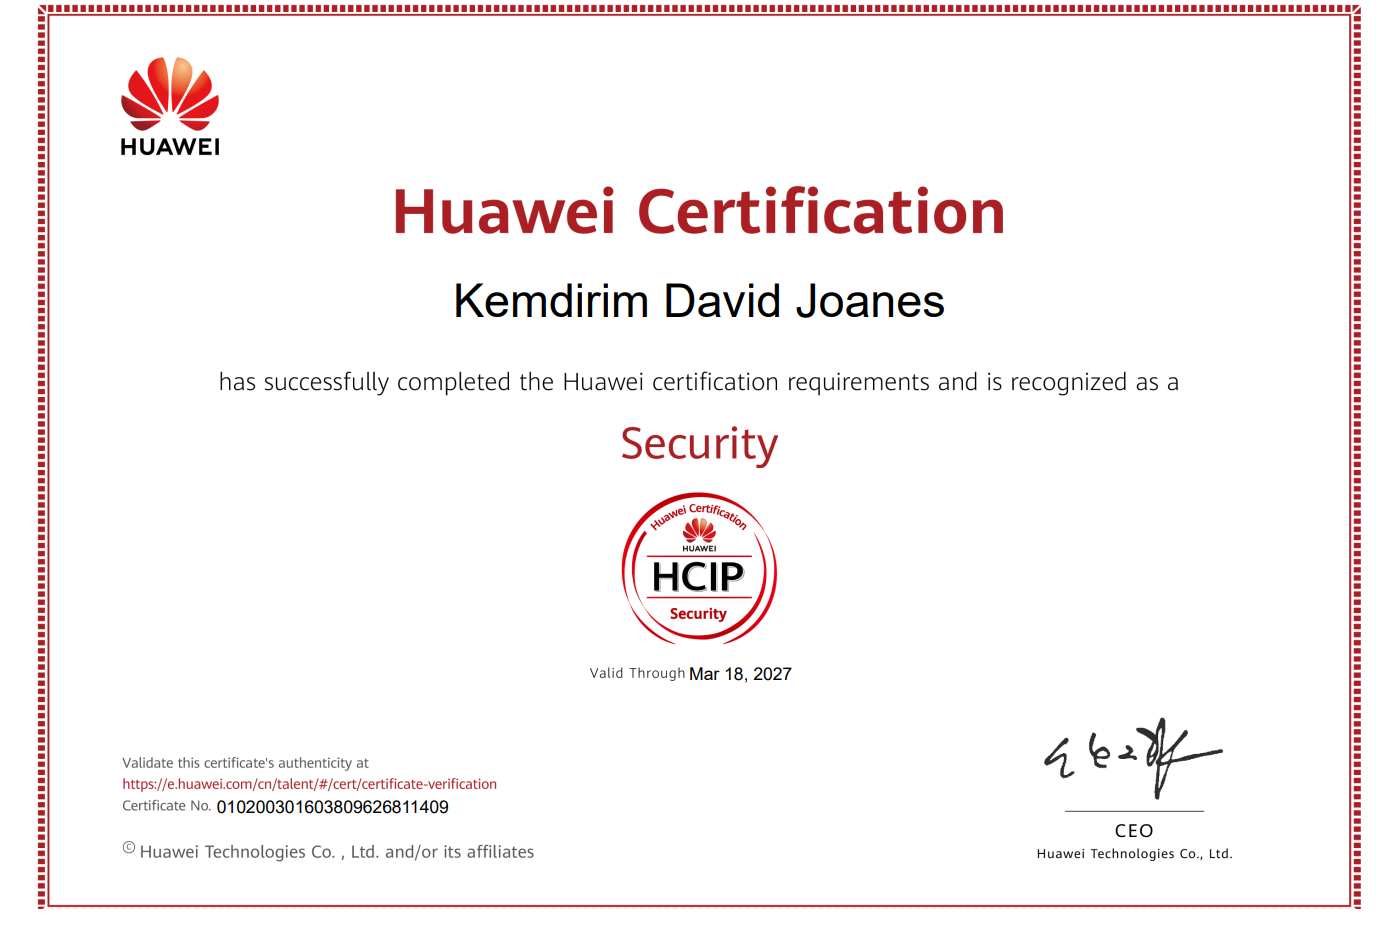 HUAWEI
Huawei Certification
Kemdirim David Joanes
has successfully completed the Huawei certification requirements and is recognized as a
Security
Huawei Certification
HUAWEI
HCIP
Security
Valid Through Mar 18, 2027
Validate this certificate's authenticity at
https://e.huawei.com/cn/talent/#/cert/certificate-verification
Certificate No. 010200301603809626811409
© Huawei Technologies Co. , Ltd. and/or its affiliates
CEO
Huawei Technologies Co., Ltd.